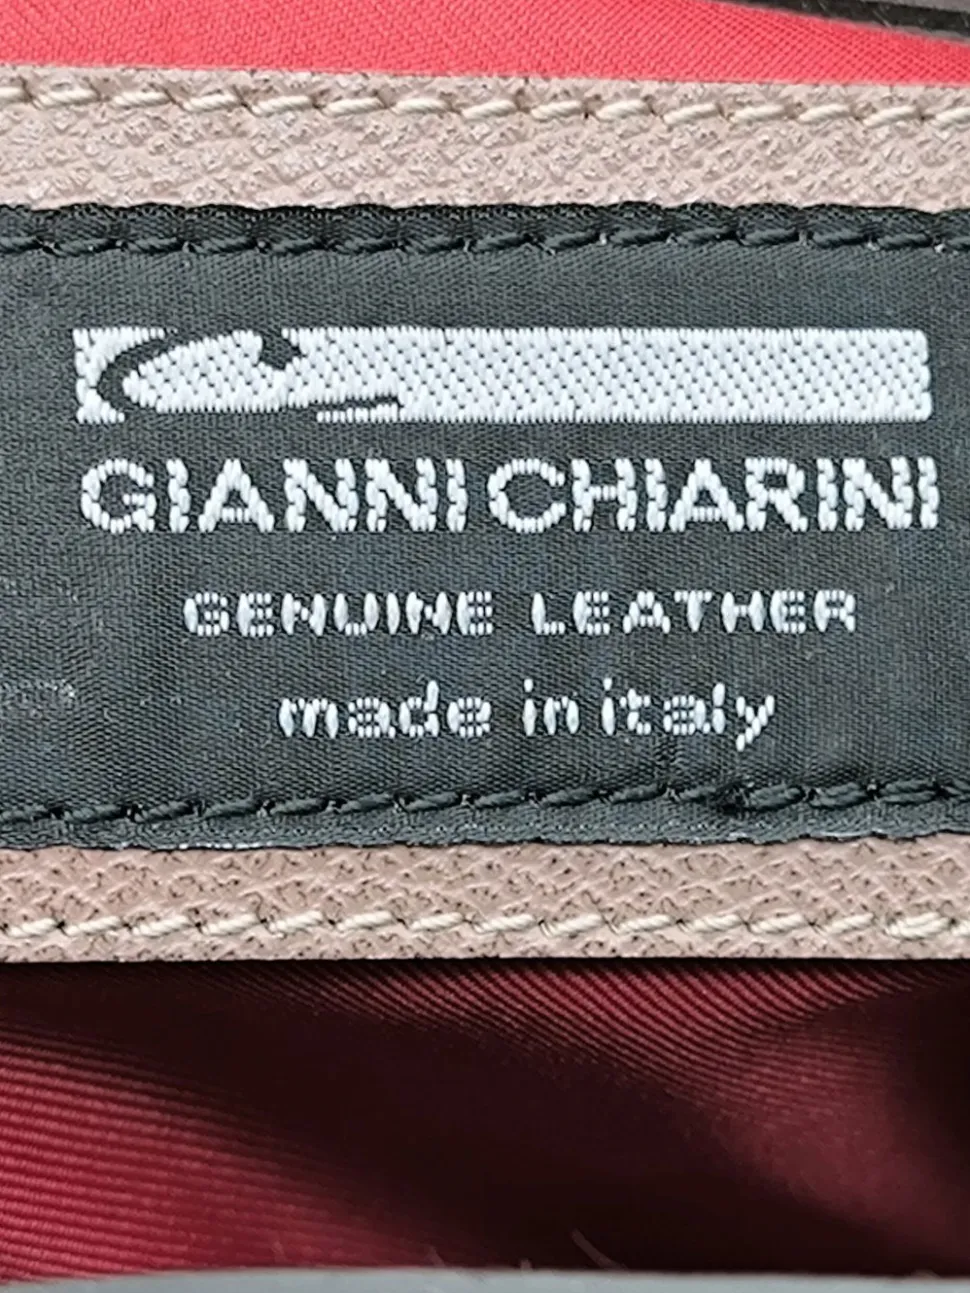 GIANNI CHIARINI
GENUINE LEATHER
made in italy